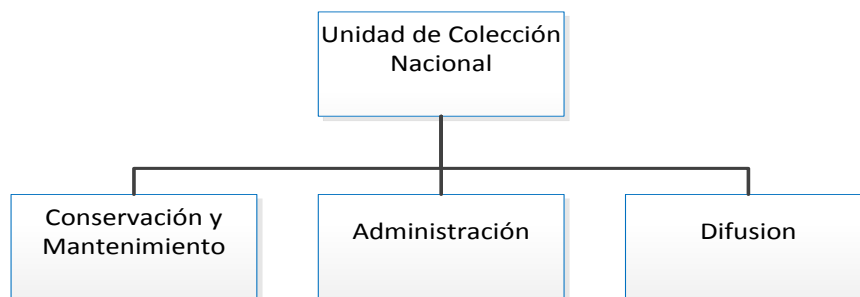 Unidad de Colección
Nacional
Conservación y
Mantenimiento
Administración
Difusion